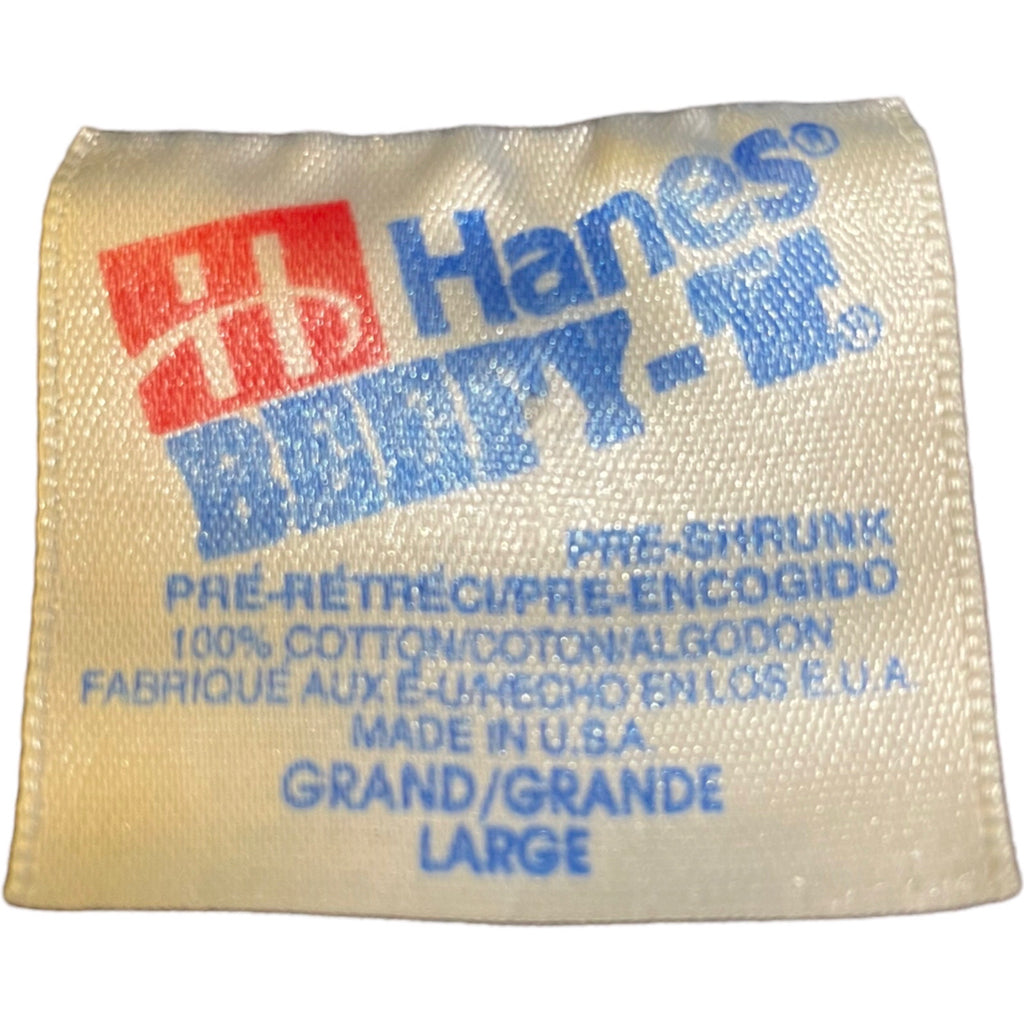 Hanes®
BEEFY-T®
PRE-SHRUNK
PRÉ-RÉTRÉCI/PRE-ENCOGIDO
100% COTTON/COTON/ALGODON
FABRIQUE AUX É-U/HECHO EN LOS E.U.A.
MADE IN U.S.A.
GRAND/GRANDE
LARGE